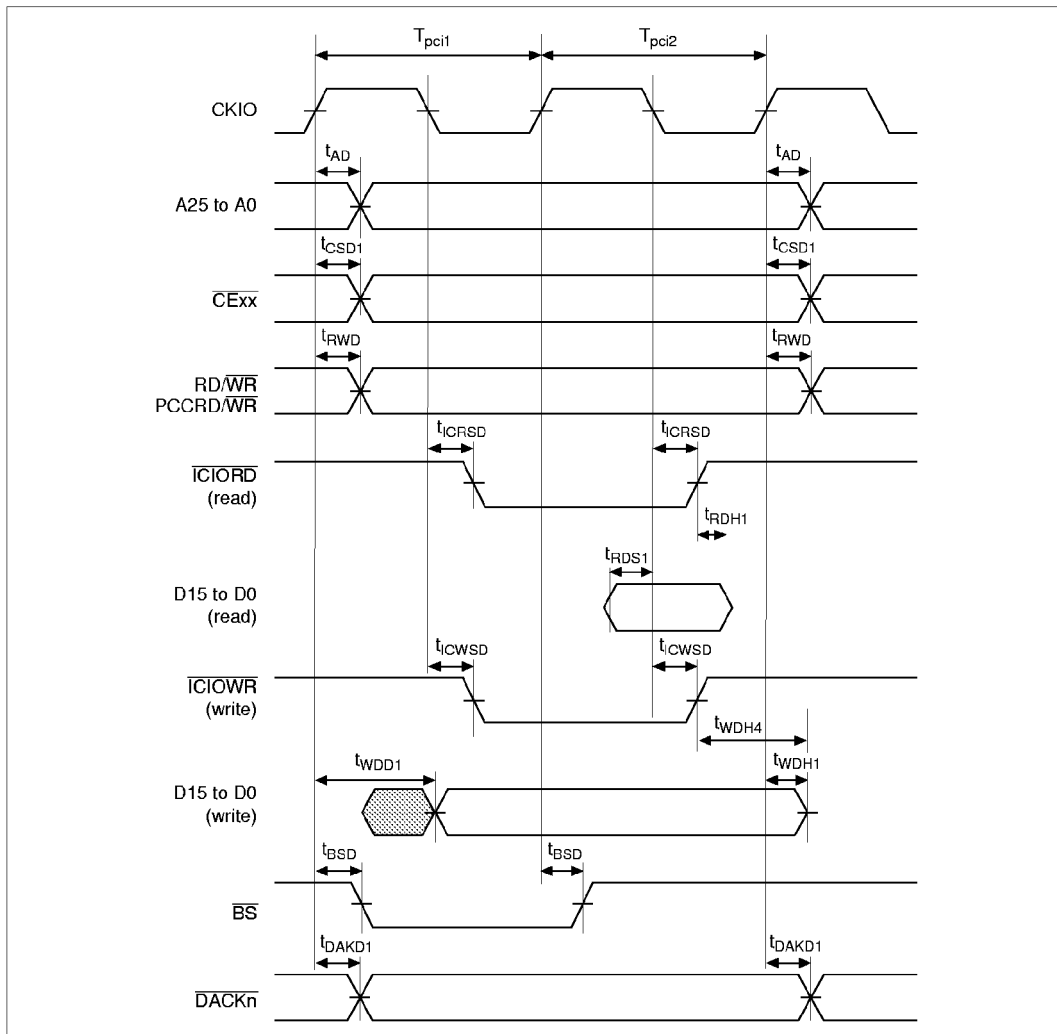 Tpci1 Tpci2
CKIO
tAD tAD
A25 to A0
tCSD1 tCSD1
CExx
tRWD tRWD
RD/WR
PCCRD/WR
tICRSD tICRSD
ICIORD
(read)
tRDH1
tRDS1
D15 to D0
(read)
tICWSD tICWSD
ICIOWR
(write)
tWDH4
tWDD1 tWDH1
D15 to D0
(write)
tBSD tBSD
BS
tDAKD1 tDAKD1
DACKn